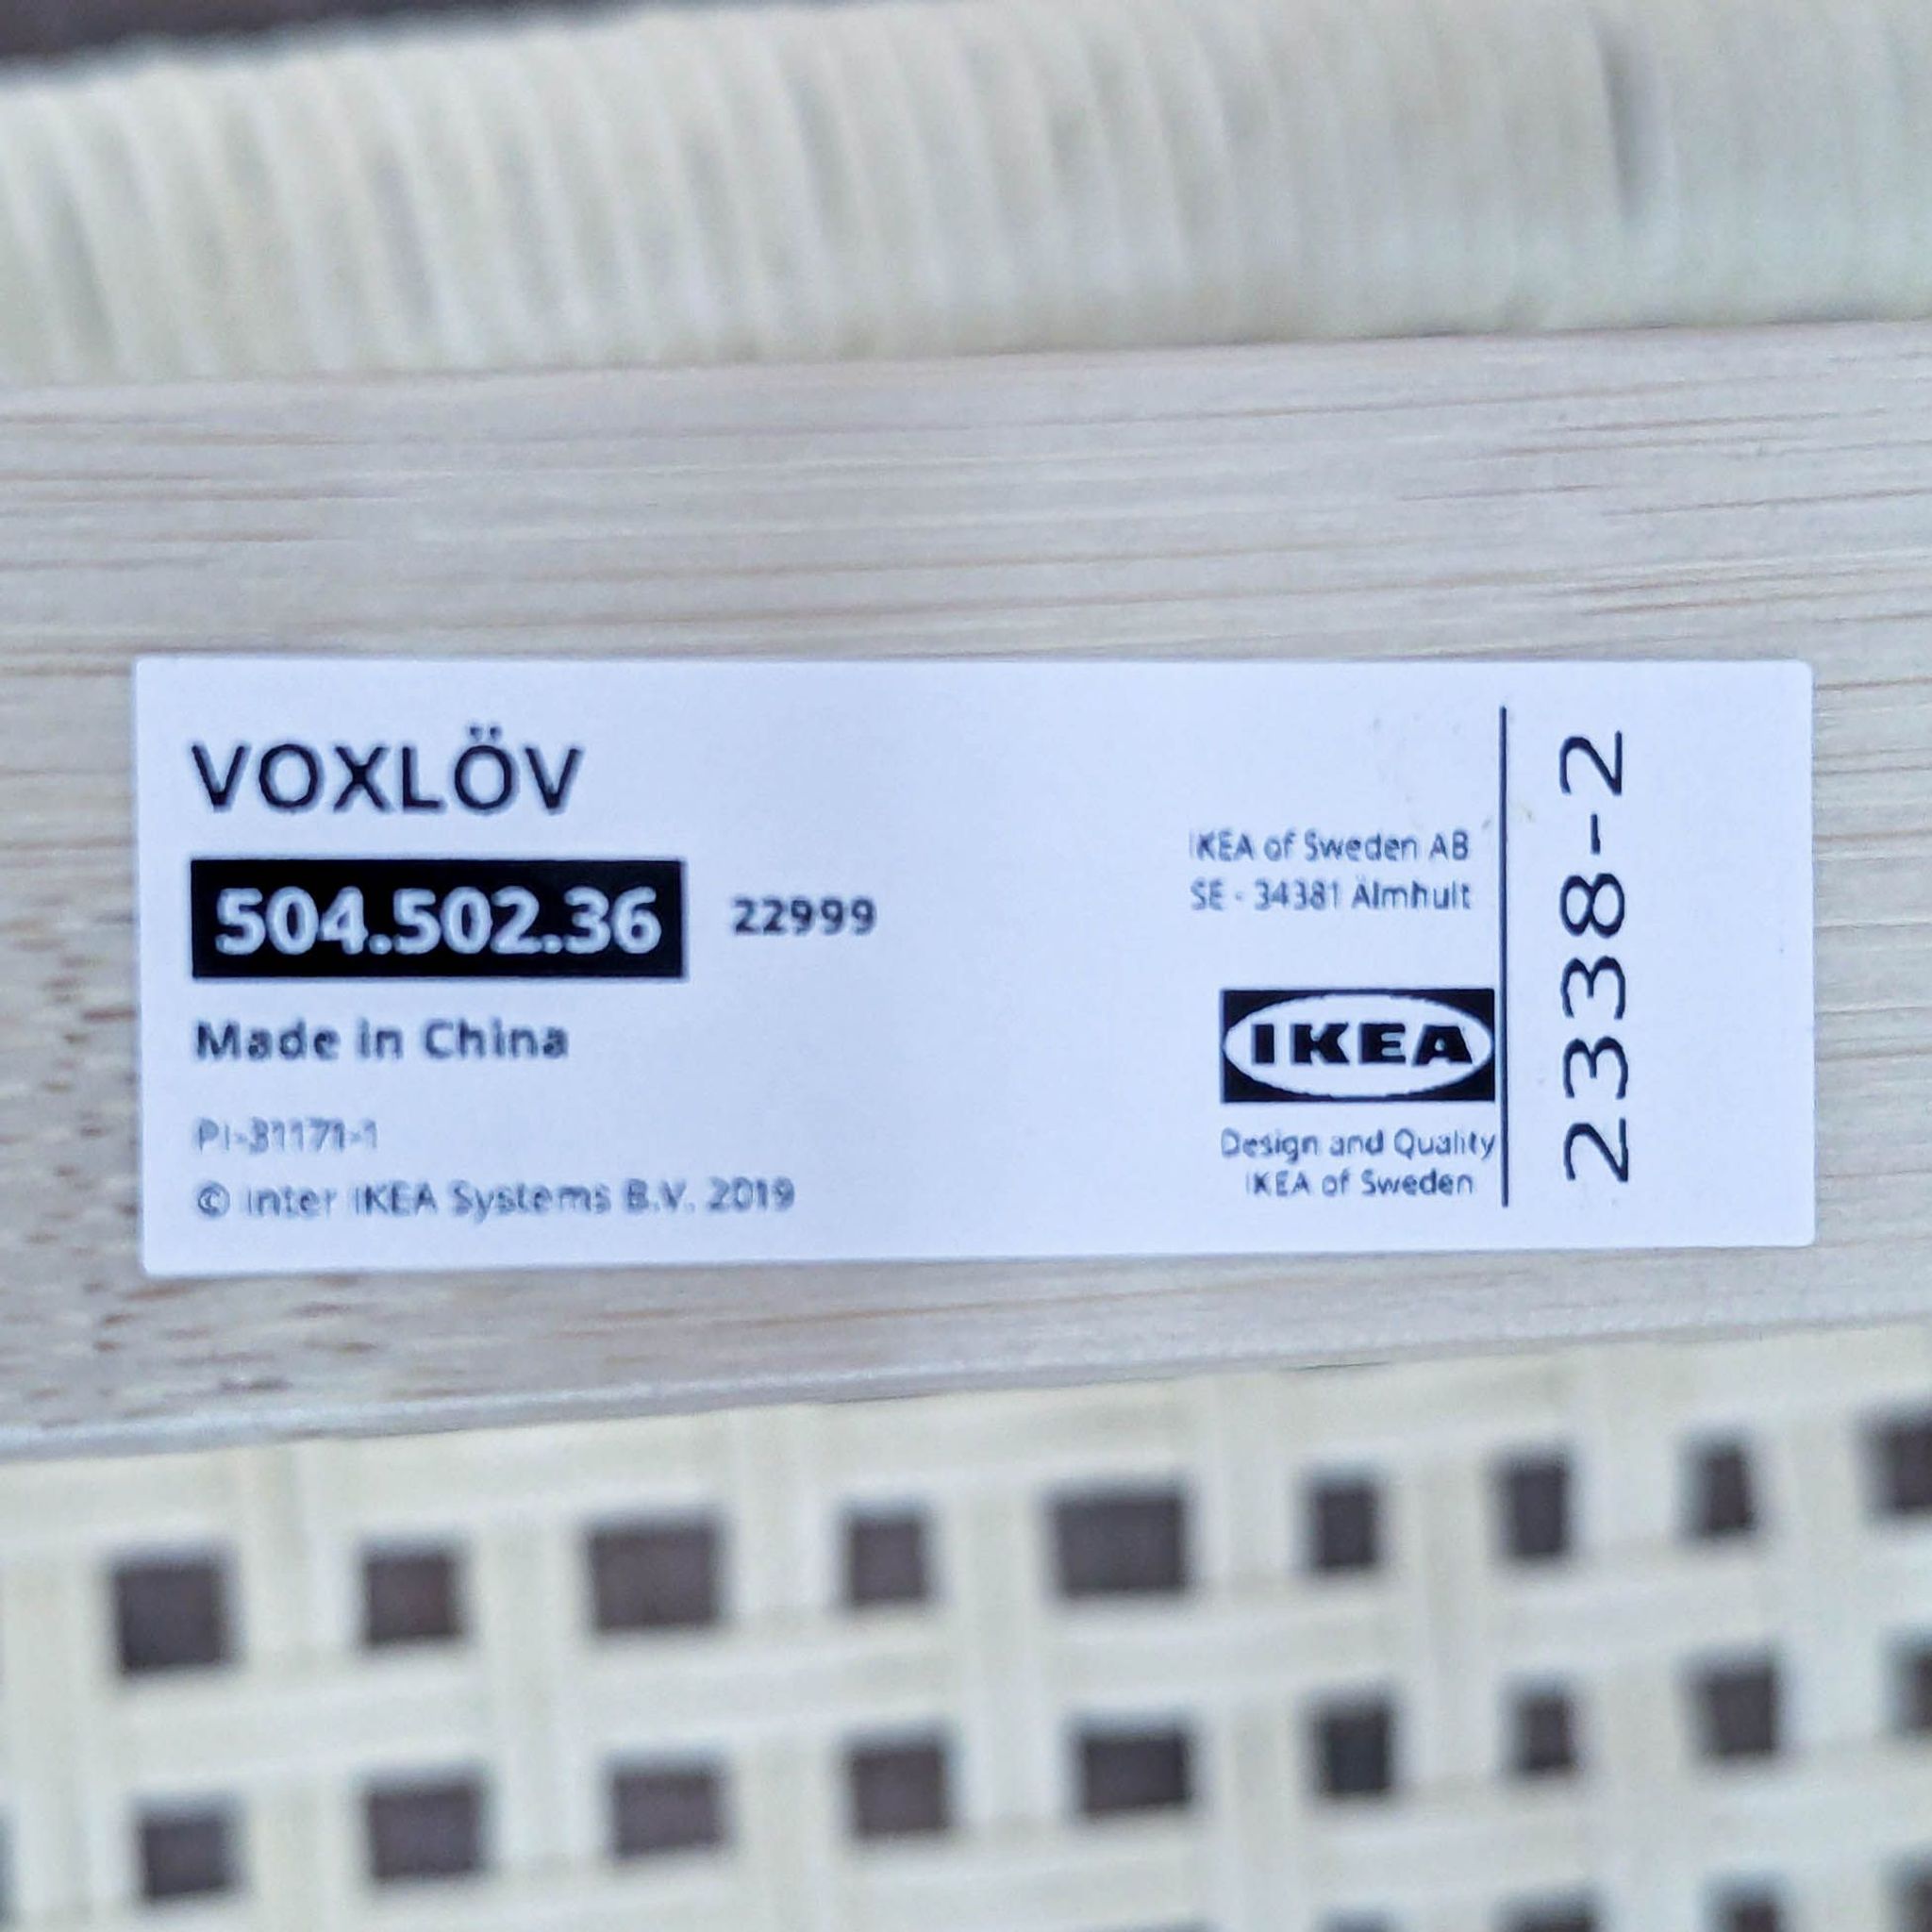 VOXLÖV
504.502.36 22999
Made in China
PI-31171-1
© Inter IKEA Systems B.V. 2019
IKEA of Sweden AB
SE - 34381 Älmhult
IKEA
Design and Quality
IKEA of Sweden
2338-2